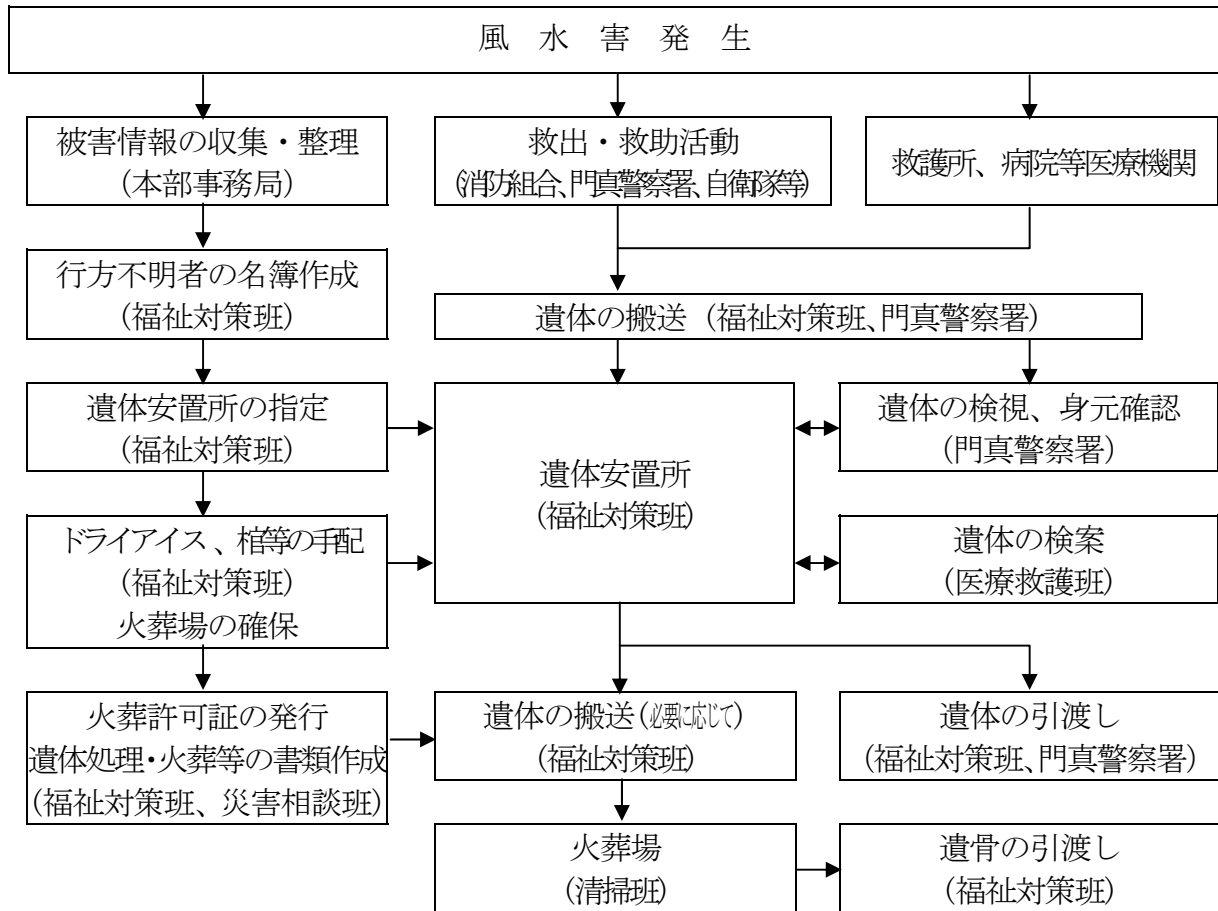 風水害発生
被害情報の収集・整理
（本部事務局）
救出・救助活動
（消防組合、門真警察署、自衛隊等）
救護所、病院等医療機関
行方不明者の名簿作成
（福祉対策班）
遺体の搬送（福祉対策班、門真警察署）
遺体安置所の指定
（福祉対策班）
遺体安置所
（福祉対策班）
遺体の検視、身元確認
（門真警察署）
ドライアイス、棺等の手配
（福祉対策班）
火葬場の確保
遺体の検案
（医療救護班）
火葬許可証の発行
遺体処理・火葬等の書類作成
（福祉対策班、災害相談班）
遺体の搬送（必要に応じて）
（福祉対策班）
遺体の引渡し
（福祉対策班、門真警察署）
火葬場
（清掃班）
遺骨の引渡し
（福祉対策班）